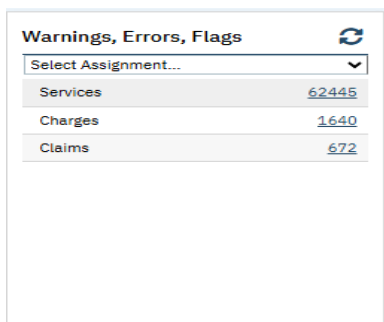 Warnings, Errors, Flags
Select Assignment...
Services 62445
Charges 1640
Claims 672